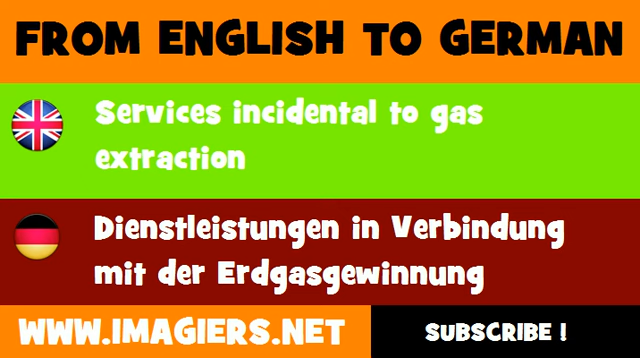 FROM ENGLISH TO GERMAN
Services incidental to gas
extraction
Dienstleistungen in Verbindung
mit der Erdgasgewinnung
WWW.IMAGIERS.NET
SUBSCRIBE !